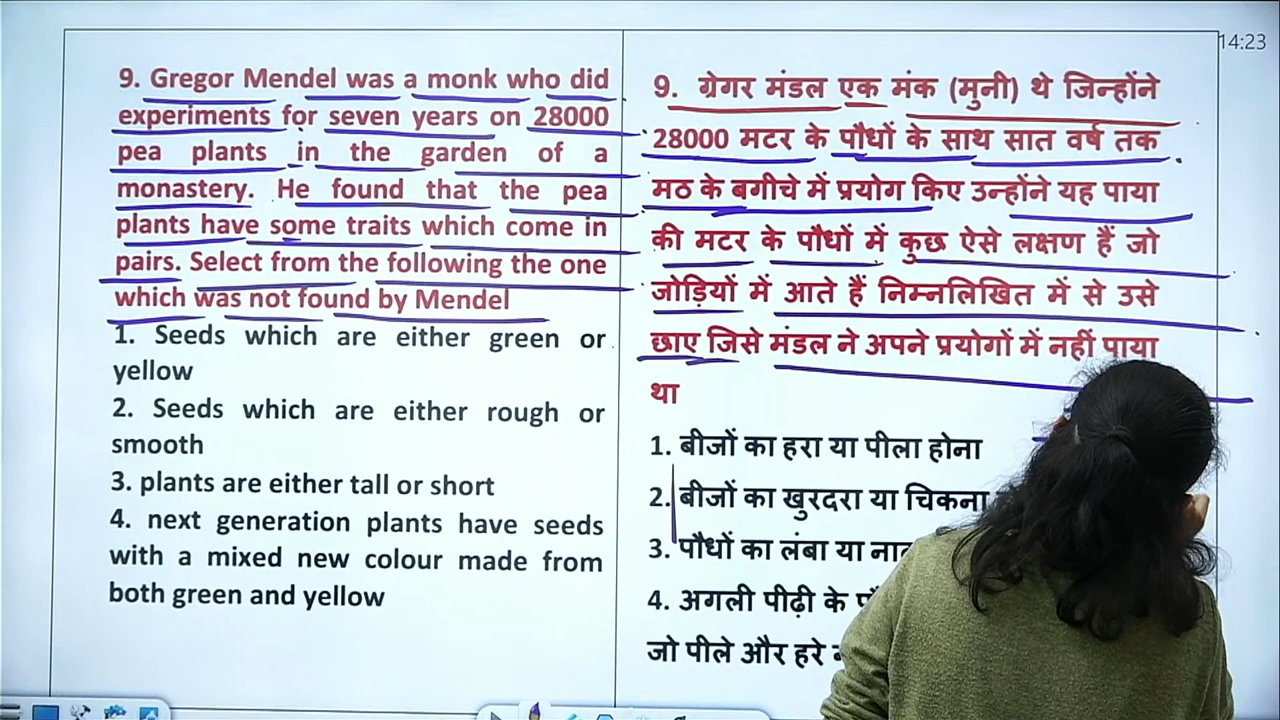 14:23
9. Gregor Mendel was a monk who did
experiments for seven years on 28000
pea plants in the garden of a
monastery. He found that the pea
plants have some traits which come in
pairs. Select from the following the one
which was not found by Mendel
1. Seeds which are either green or
yellow
2. Seeds which are either rough or
smooth
3. plants are either tall or short
4. next generation plants have seeds
with a mixed new colour made from
both green and yellow
9. ग्रेगर मंडल एक मंक (मुनी) थे जिन्होंने
28000 मटर के पौधों के साथ सात वर्ष तक
मठ के बगीचे में प्रयोग किए उन्होंने यह पाया
की मटर के पौधों में कुछ ऐसे लक्षण हैं जो
जोड़ियों में आते हैं निम्नलिखित में से उसे
छाए जिसे मंडल ने अपने प्रयोगों में नहीं पाया
था
1. बीजों का हरा या पीला होना
2. बीजों का खुरदरा या चिकना
3. पौधों का लंबा या
4. अगली पीढ़ी के
जो पीले और हरे